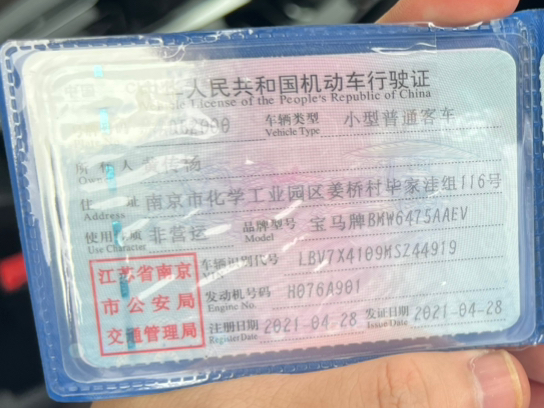 人民共和国机动车行驶证
License of the People's Republic of China
车辆类型 小型普通客车
Vehicle Type
人
住 址 南京市化学工业园区姜桥村毕家洼组116号
Address
使用 质 非营运 品牌型号 宝马牌BMW6475AAEV
Use Character Model
江苏省南京市公安局交通管理局
车辆识别代号 LBV7X4109MSZ44919
发动机号码 H076A901
Engine No.
注册日期 2021-04-28 发证日期 2021-04-28
Register Date Issue Date